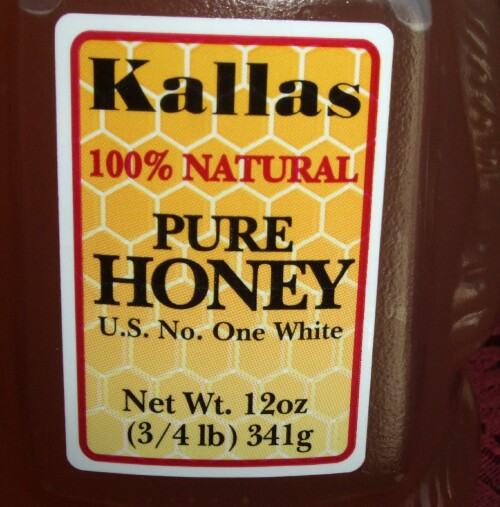 Kallas
100% NATURAL
PURE
HONEY
U.S. No. One White
Net Wt. 12oz
(3/4 lb) 341g